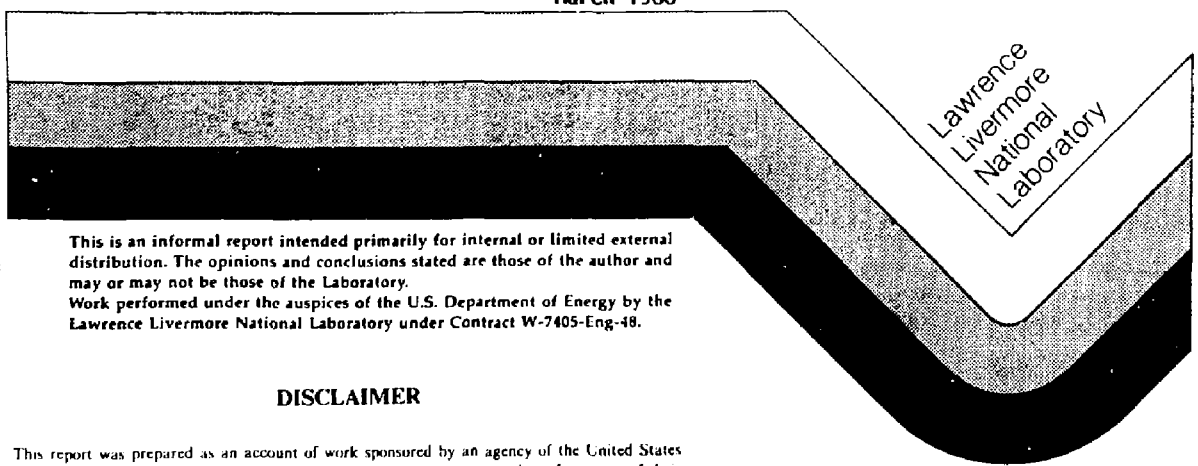 Lawrence
Livermore
National
Laboratory
This is an informal report intended primarily for internal or limited external
distribution. The opinions and conclusions stated are those of the author and
may or may not be those of the Laboratory.
Work performed under the auspices of the U.S. Department of Energy by the
Lawrence Livermore National Laboratory under Contract W-7405-Eng-48.
DISCLAIMER
This report was prepared as an account of work sponsored by an agency of the United States